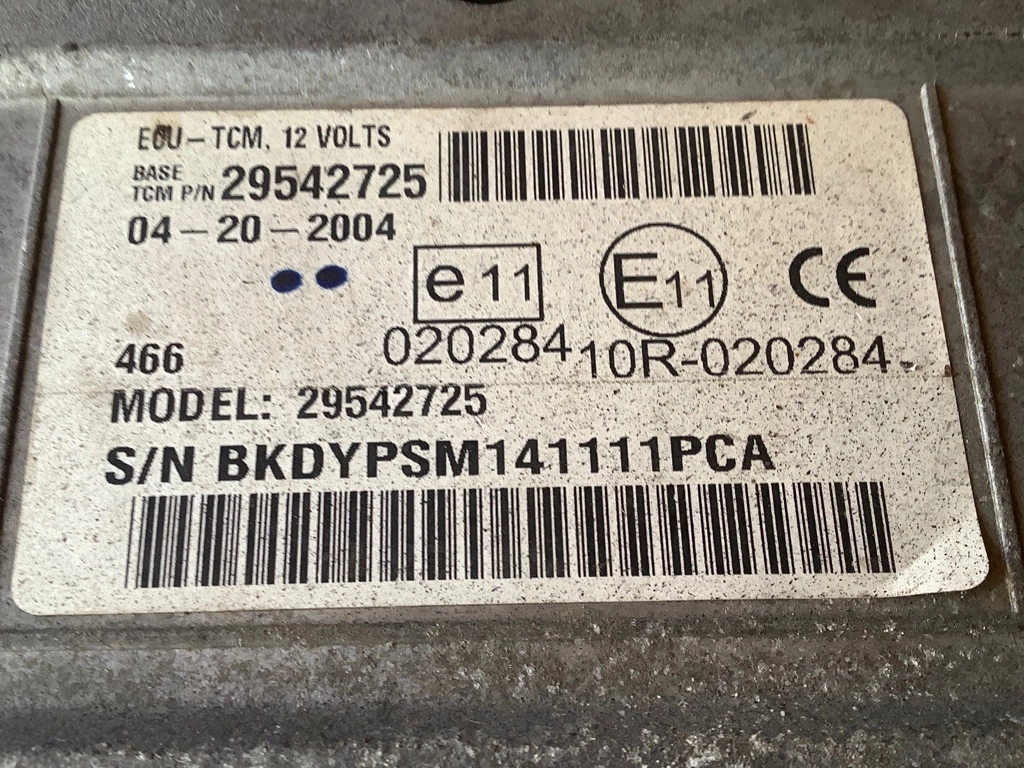 ECU-TCM, 12 VOLTS
BASE
TCM P/N 29542725
04-20-2004
e 11
E11
CE
020284
10R-020284
466
MODEL: 29542725
S/N BKDYPSM141111PCA